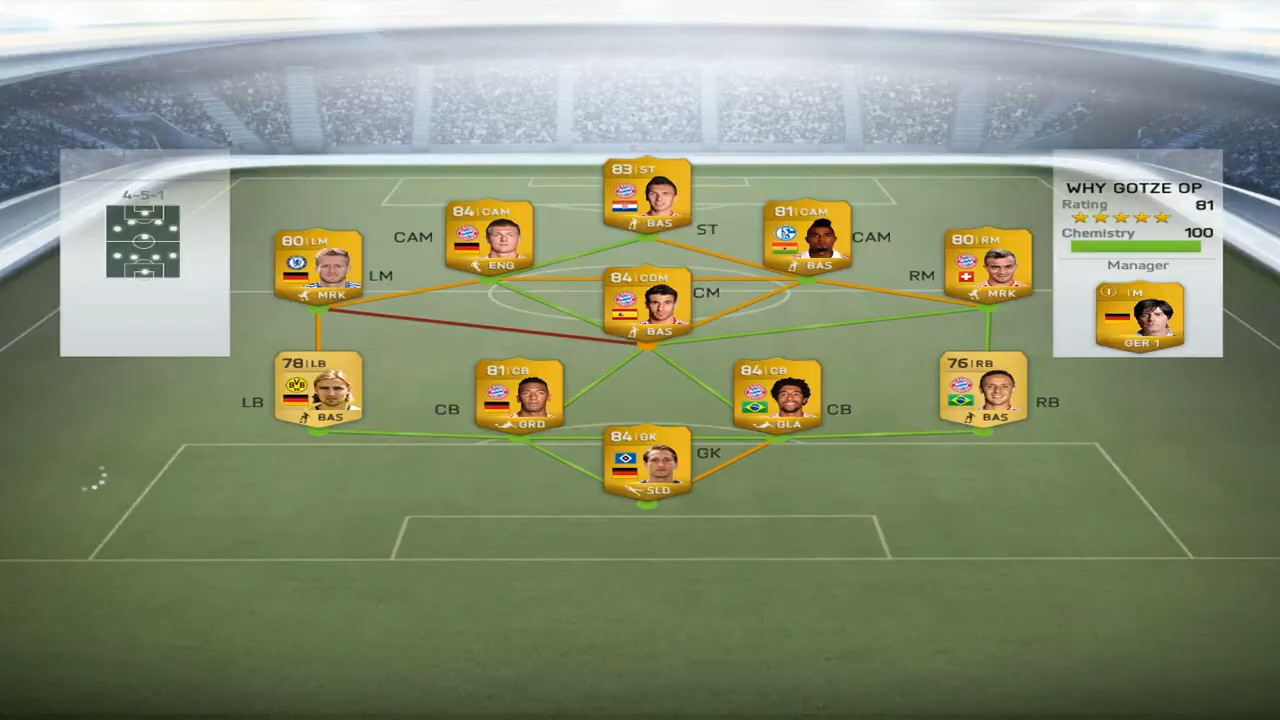 83 | ST
BAS
ST
84 | CAM
ENG
CAM
81 | CAM
BAS
CAM
80 | LM
MRK
LM
84 | CDM
BAS
CM
80 | RM
MRK
RM
78 | LB
BVB
BAS
LB
81 | CB
GRD
CB
84 | CB
GLA
CB
76 | RB
BAS
RB
84 | GK
SLD
GK
4-5-1
WHY GOTZE OP
Rating 81
Chemistry 100
Manager
GER 1